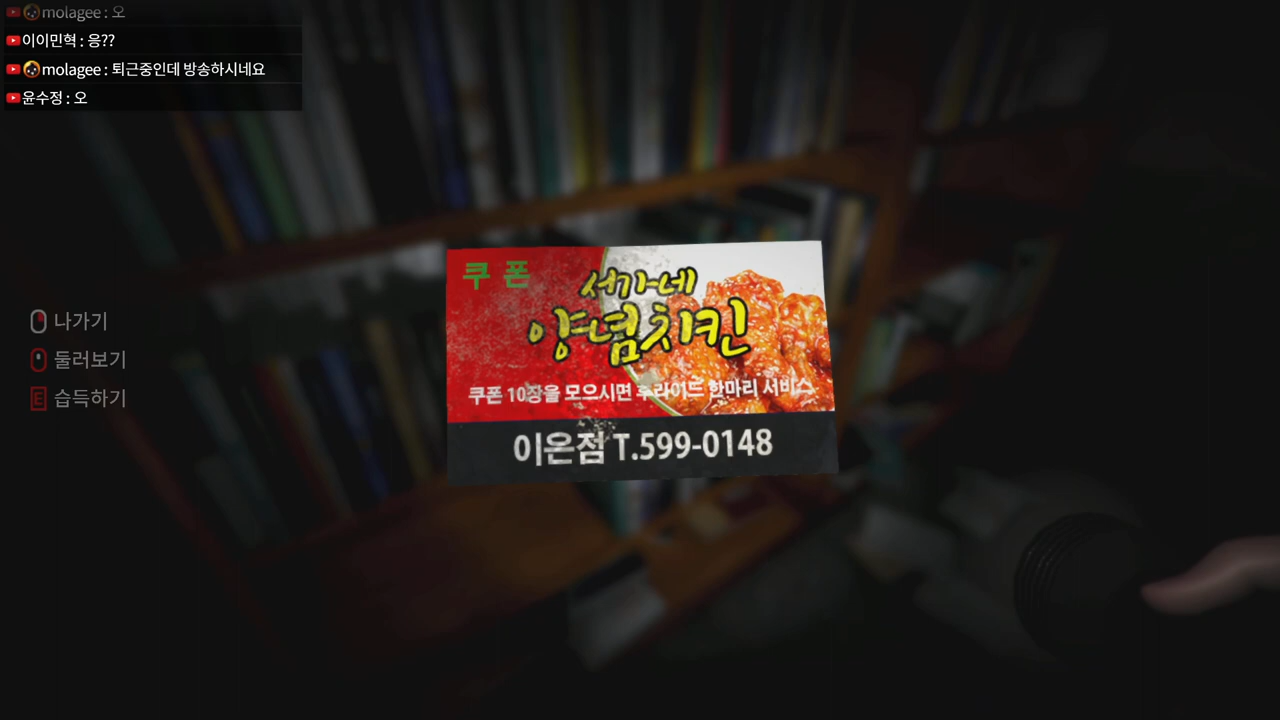 molagee : 오
이이민혁 : 응??
molagee : 퇴근중인데 방송하시네요
윤수정 : 오
쿠 폰
서가네
양념치킨
쿠폰 10장을 모으시면 후라이드 한마리 서비스
이온점 T.599-0148
나가기
둘러보기
E 습득하기